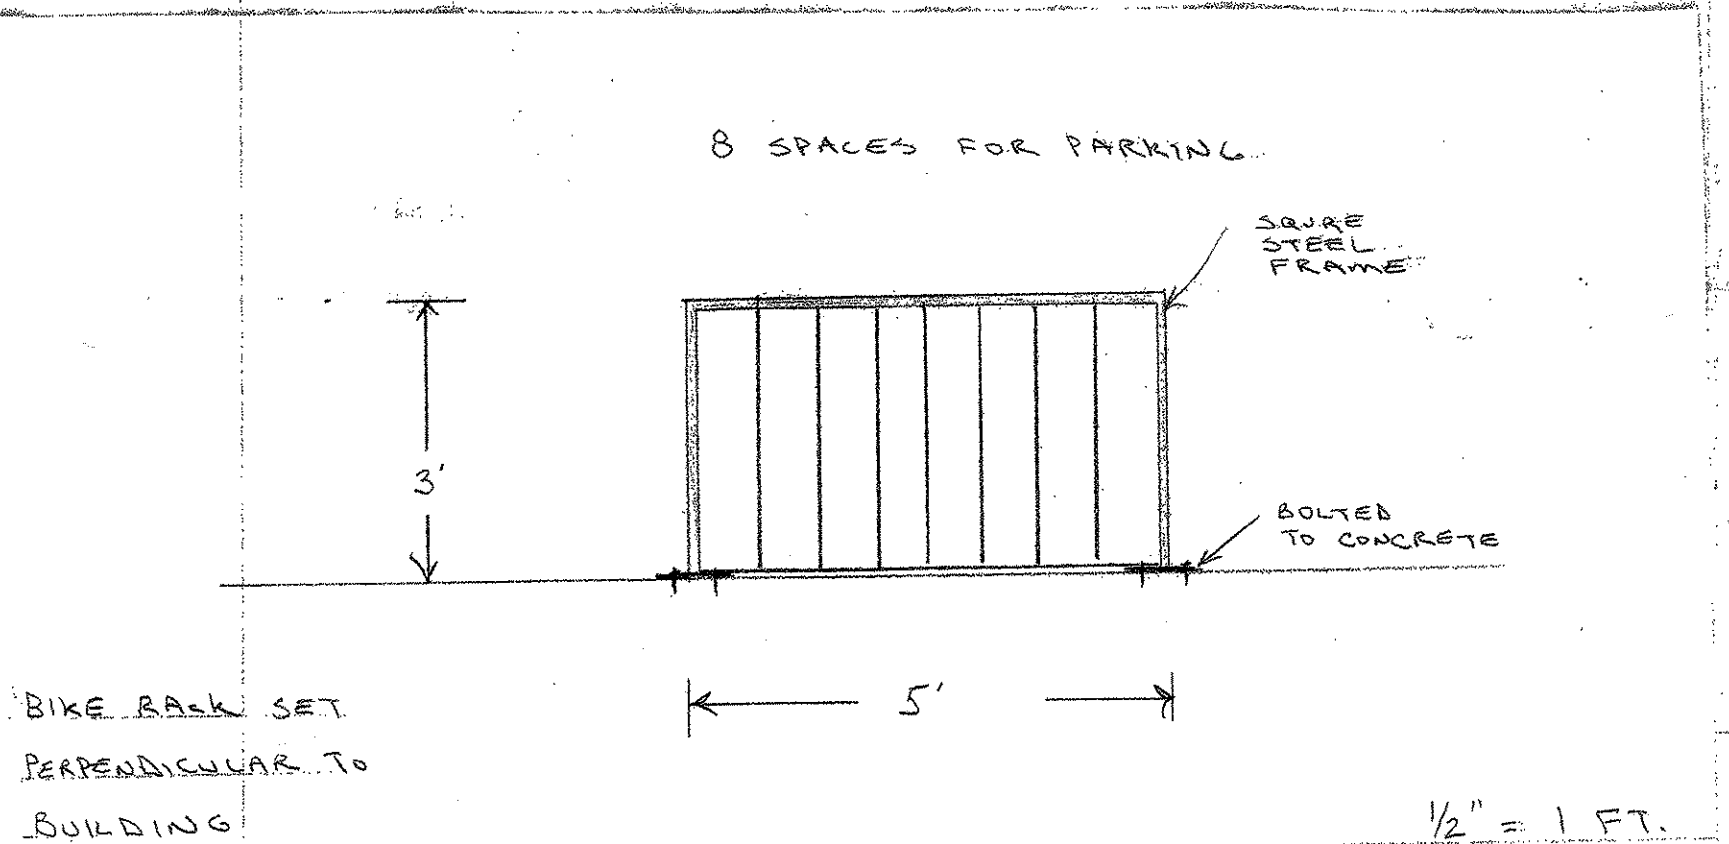 8 SPACES FOR PARKING
SQURE
STEEL
FRAME
3'
BOLTED
TO CONCRETE
5'
BIKE RACK SET
PERPENDICULAR TO
BUILDING
1/2" = 1 FT.